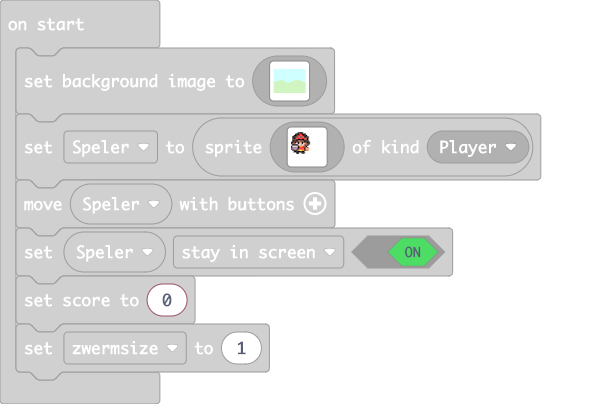 on start
set background image to
set Speler to sprite of kind Player
move Speler with buttons
set Speler stay in screen ON
set score to 0
set zwermsize to 1